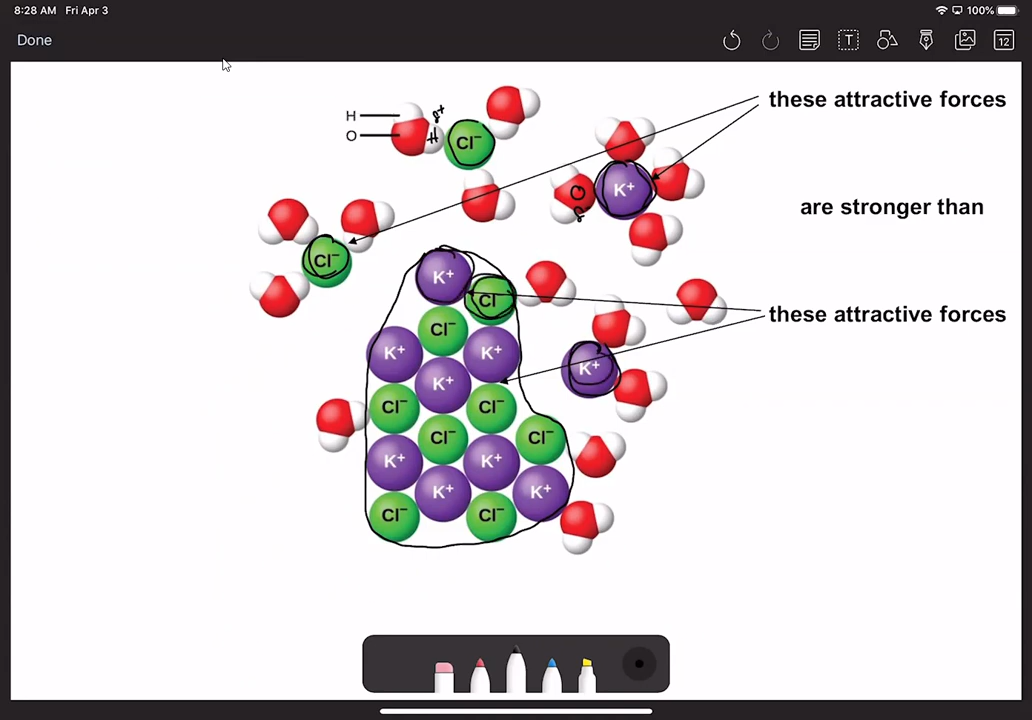 8:28 AM Fri Apr 3
100%
Done
12
these attractive forces
H
O
H δ+
Cl⁻
K⁺
O
are stronger than
Cl⁻
K⁺
Cl
these attractive forces
Cl⁻
K⁺
K⁺
K⁺
K⁺
Cl⁻
Cl⁻
Cl⁻
Cl⁻
K⁺
K⁺
K⁺
K⁺
Cl⁻
Cl⁻